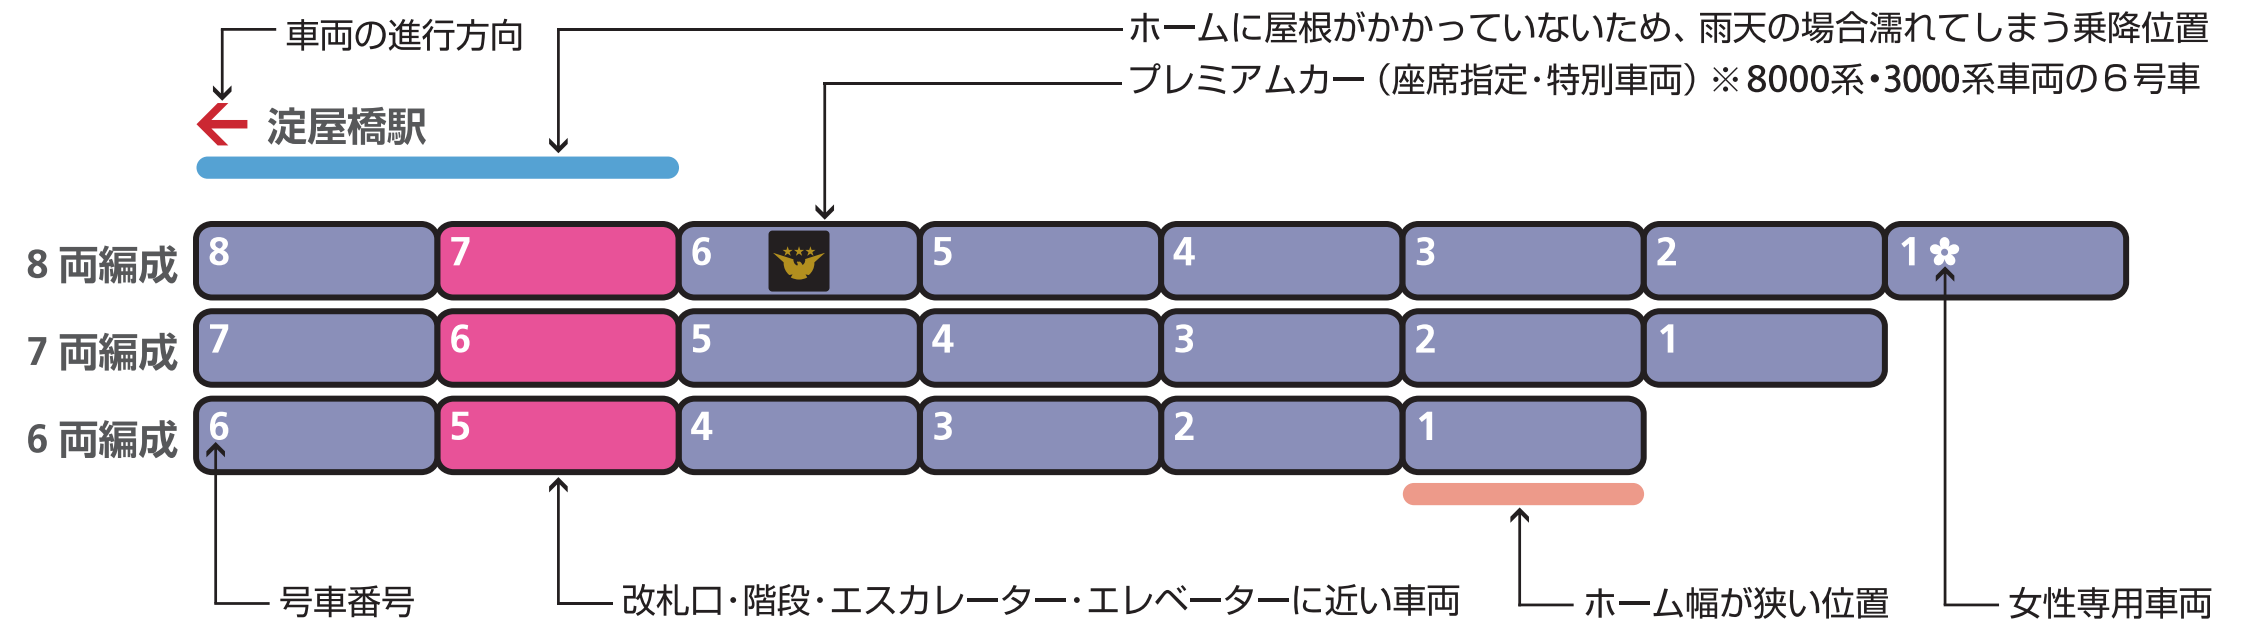 車両の進行方向
ホームに屋根がかかっていないため、雨天の場合濡れてしまう乗降位置
プレミアムカー（座席指定・特別車両）※8000系・3000系車両の６号車
淀屋橋駅
8 両編成 8 7 6 5 4 3 2 1
7 両編成 7 6 5 4 3 2 1
6 両編成 6 5 4 3 2 1
号車番号
改札口・階段・エスカレーター・エレベーターに近い車両
ホーム幅が狭い位置
女性専用車両